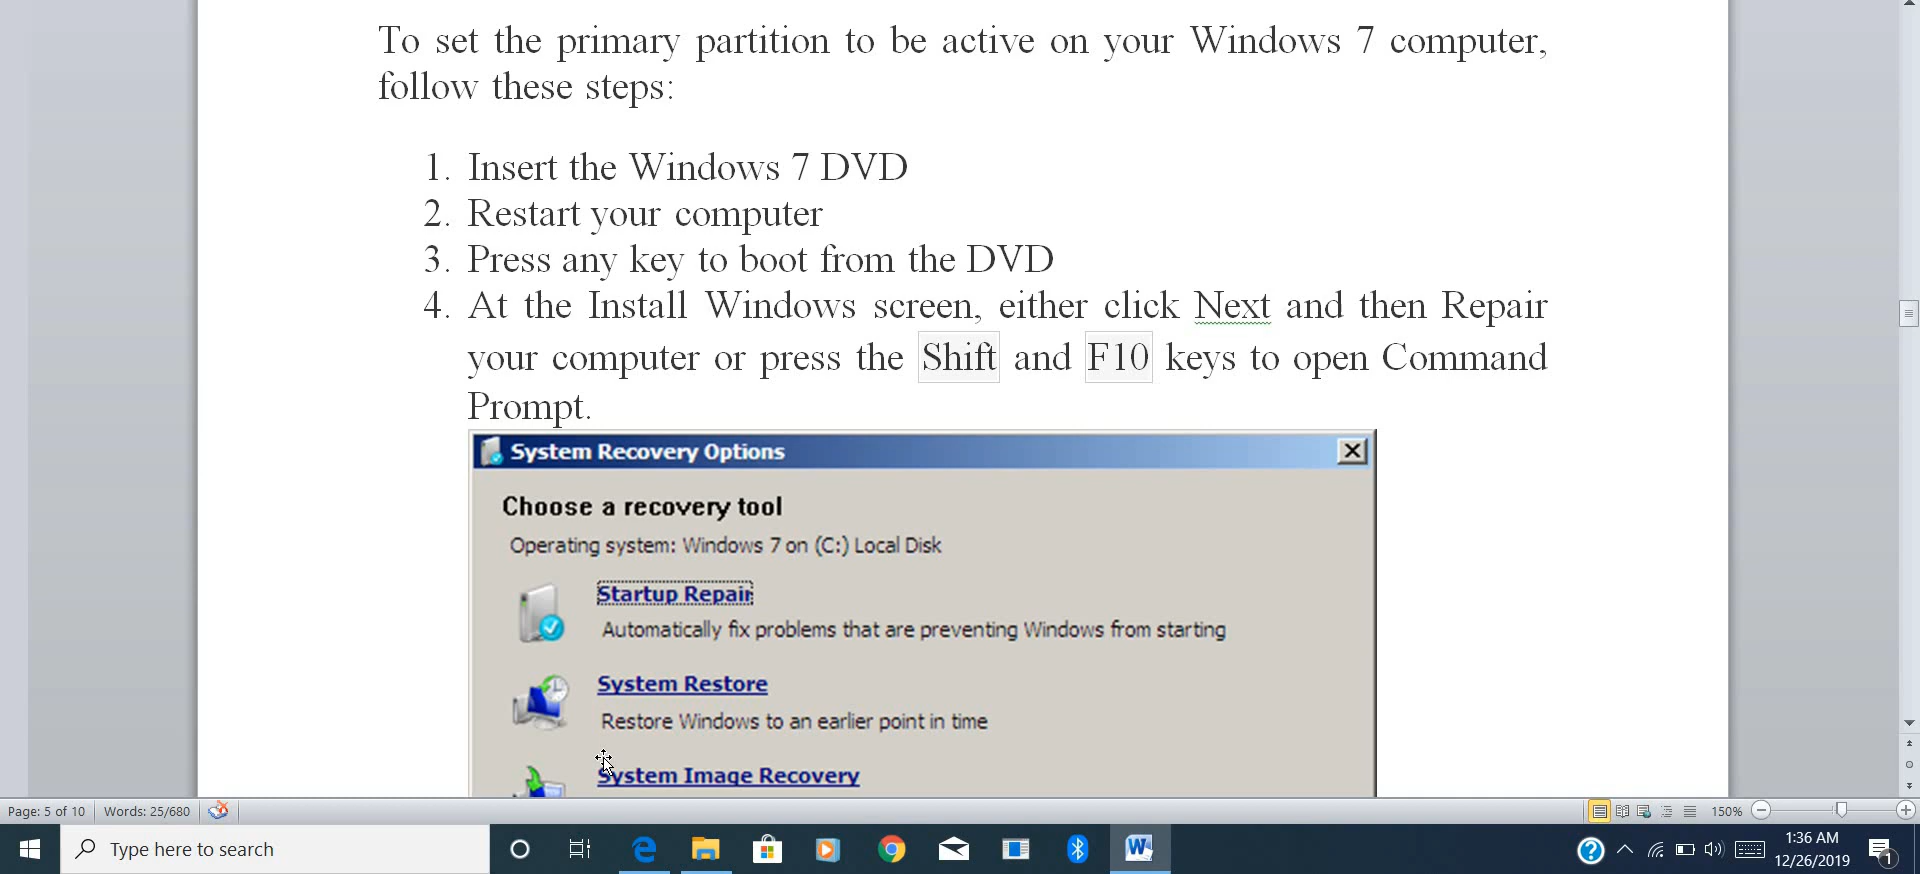 To set the primary partition to be active on your Windows 7 computer,
follow these steps:
1. Insert the Windows 7 DVD
2. Restart your computer
3. Press any key to boot from the DVD
4. At the Install Windows screen, either click Next and then Repair
your computer or press the Shift and F10 keys to open Command
Prompt.
System Recovery Options
Choose a recovery tool
Operating system: Windows 7 on (C:) Local Disk
Startup Repair
Automatically fix problems that are preventing Windows from starting
System Restore
Restore Windows to an earlier point in time
System Image Recovery
Page: 5 of 10 Words: 25/680 150%
Type here to search
1:36 AM
12/26/2019
1